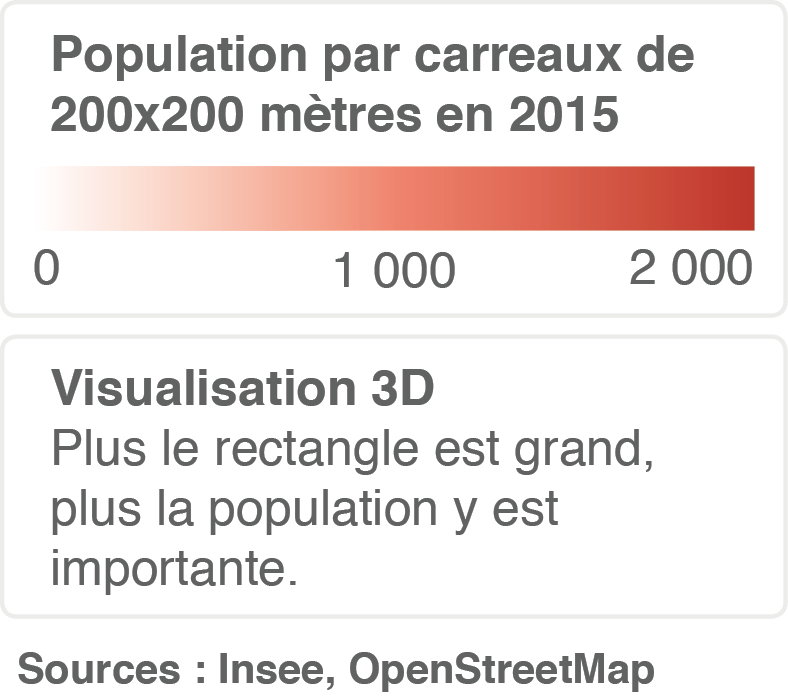 Population par carreaux de
200x200 mètres en 2015
0 1 000 2 000
Visualisation 3D
Plus le rectangle est grand,
plus la population y est
importante.
Sources : Insee, OpenStreetMap